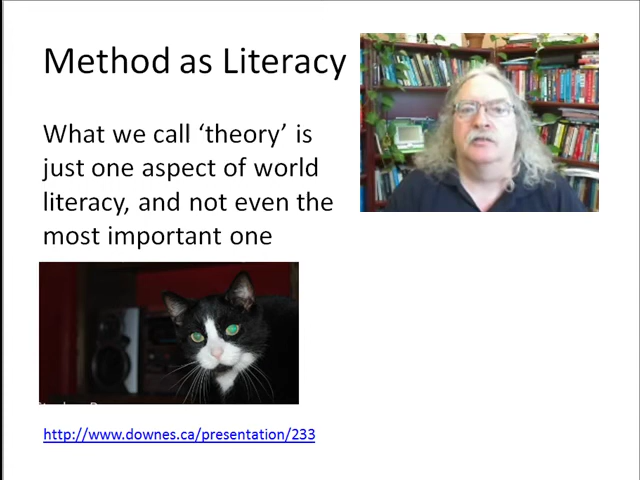 Method as Literacy
What we call ‘theory’ is
just one aspect of world
literacy, and not even the
most important one
http://www.downes.ca/presentation/233